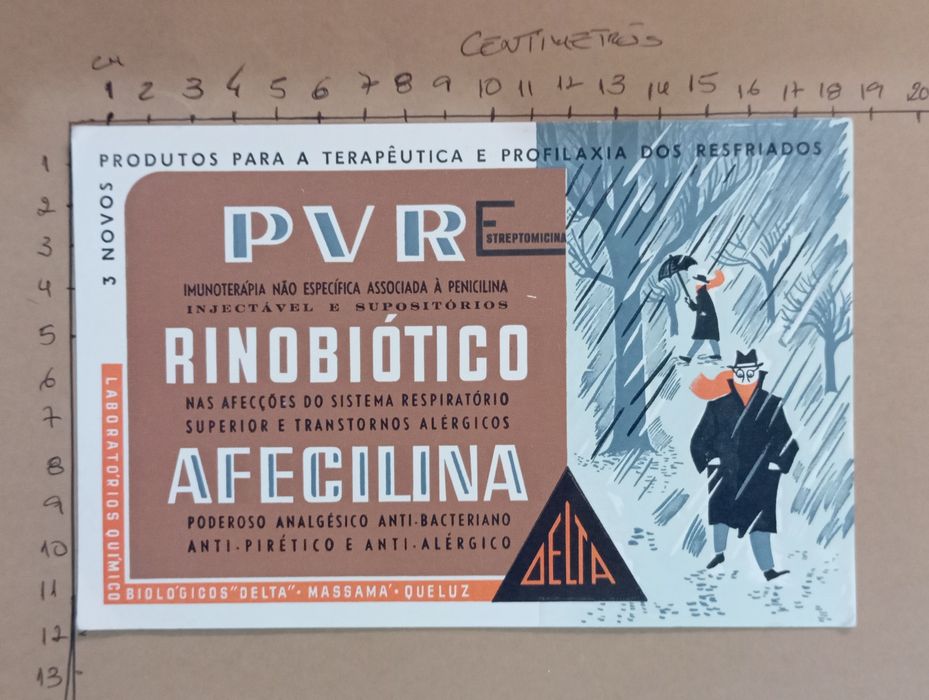 CENTIMETROS
CM
1 2 3 4 5 6 7 8 9 10 11 12 13 14 15 16 17 18 19 20
1
2
3
4
5
6
7
8
9
10
11
12
13
3 NOVOS
PRODUTOS PARA A TERAPÊUTICA E PROFILAXIA DOS RESFRIADOS
PVR E
STREPTOMICINA
IMUNOTERÁPIA NÃO ESPECÍFICA ASSOCIADA À PENICILINA
INJECTÁVEL E SUPOSITÓRIOS
RINOBIÓTICO
NAS AFECÇÕES DO SISTEMA RESPIRATÓRIO
SUPERIOR E TRANSTORNOS ALÉRGICOS
AFECILINA
PODEROSO ANALGÉSICO ANTI-BACTERIANO
ANTI-PIRÉTICO E ANTI-ALÉRGICO
DELTA
LABORATÓRIOS QUÍMICO
BIOLÓGICOS "DELTA" · MASSAMÁ · QUELUZ